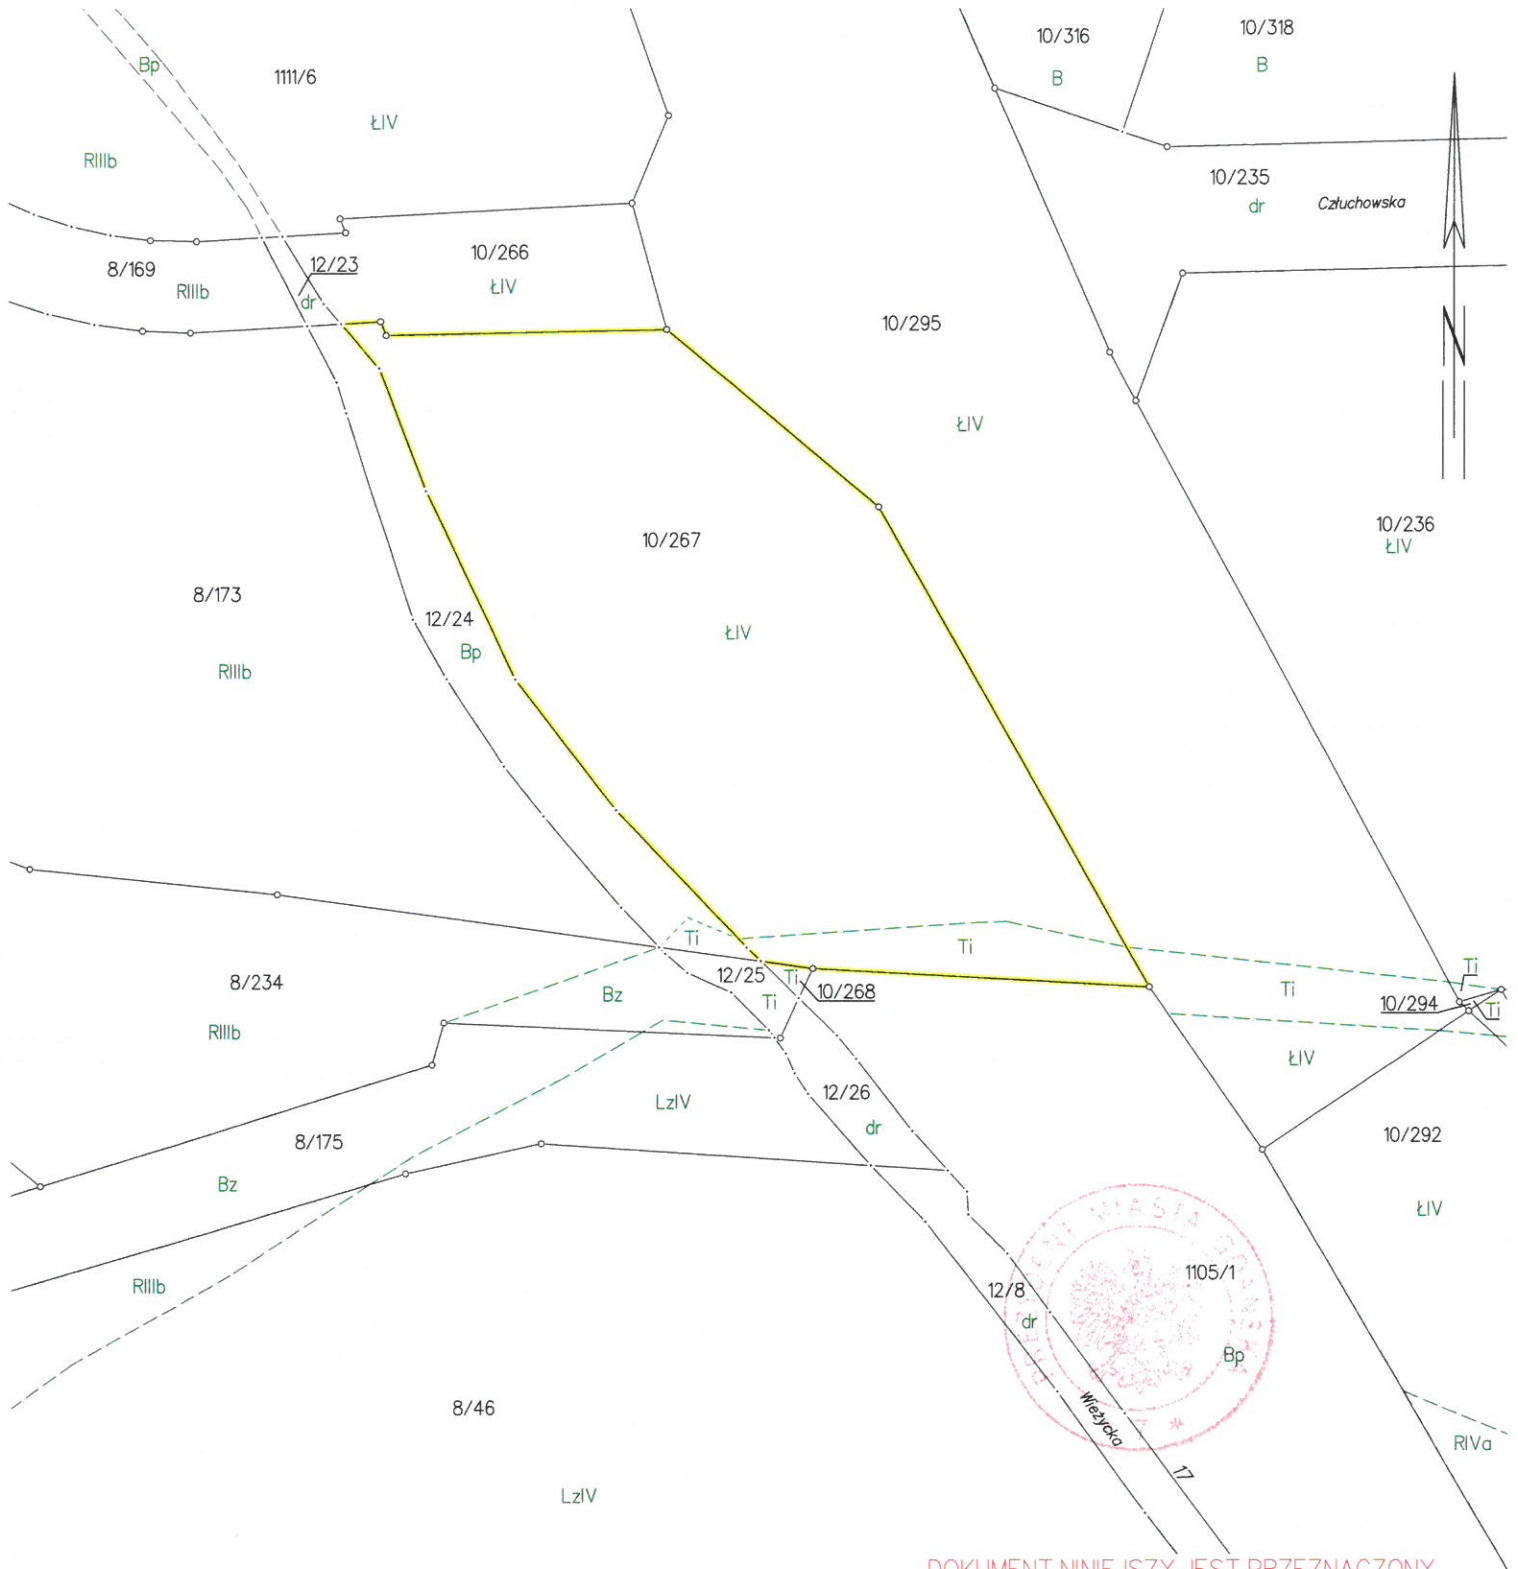 10/316
10/318
B
B
Bp
1111/6
ŁIV
RIIIb
10/235
dr
Człuchowska
N
10/266
ŁIV
12/23
8/169
RIIIb
dr
10/295
ŁIV
10/236
ŁIV
10/267
ŁIV
8/173
RIIIb
12/24
Bp
Ti
Ti
Ti
12/25
Ti
Ti
10/268
8/234
RIIIb
Bz
Ti
10/294
Ti
ŁIV
LzIV
12/26
dr
10/292
ŁIV
8/175
Bz
RIIIb
PREZYDENT MIASTA GDAŃSKA
7 *
1105/1
Bp
12/8
dr
Wieżycka
17
8/46
LzIV
RIVa
DOKUMENT NINIEJSZY JEST PRZEZNACZONY